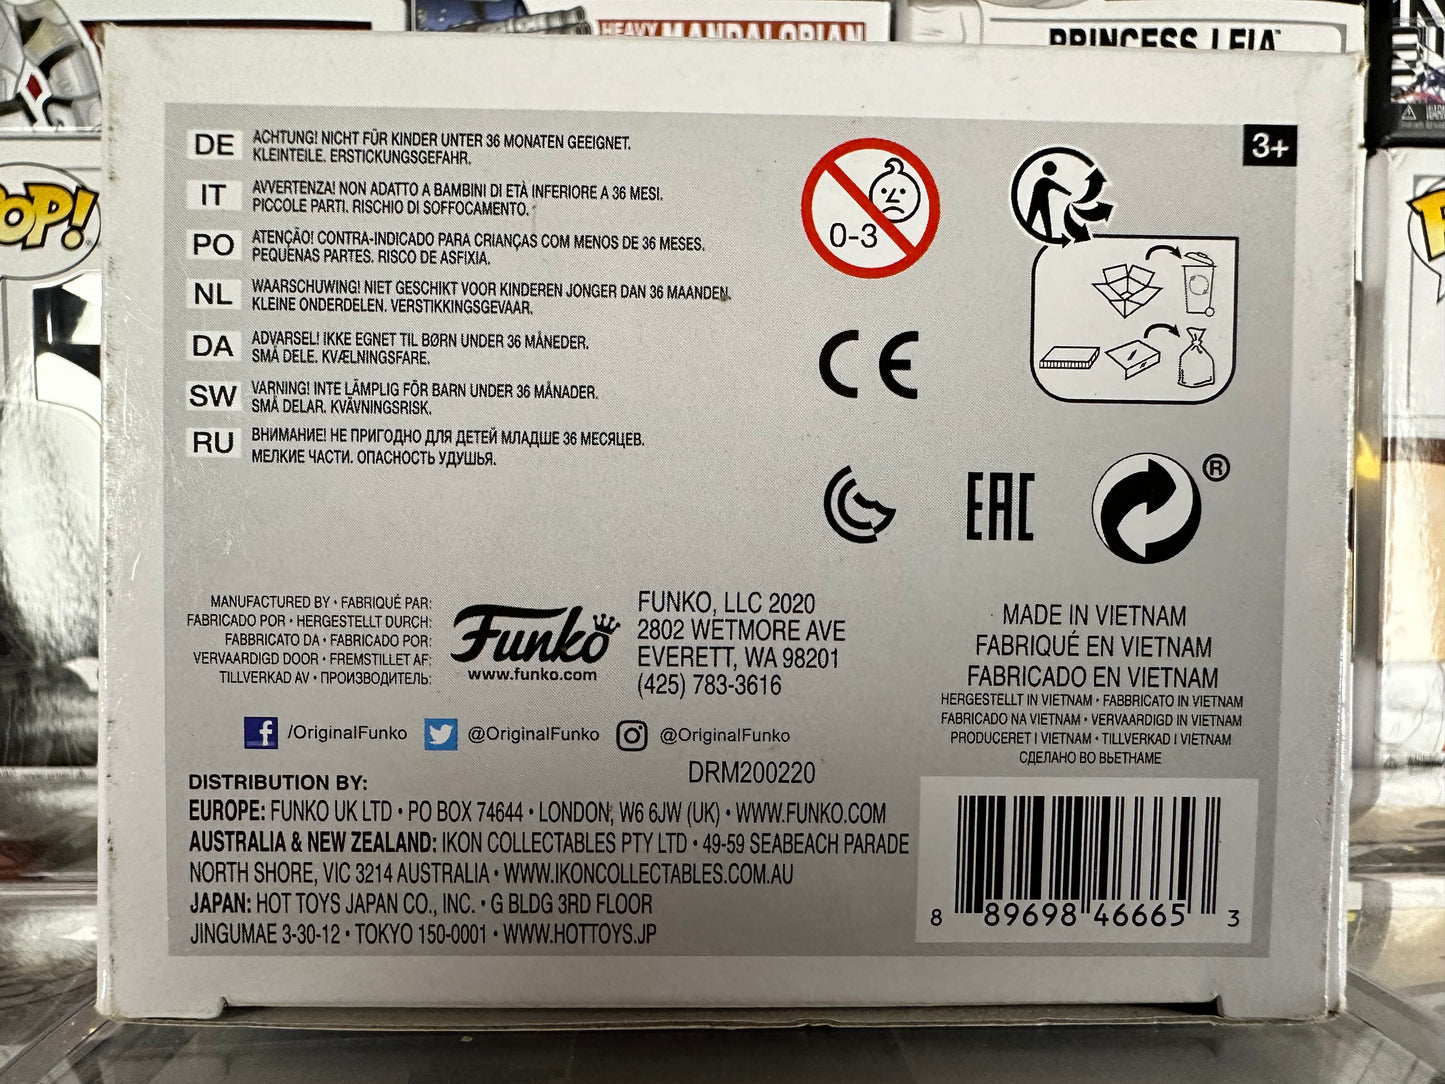 HEAVY MANDALORIAN
PRINCESS LEIA™
POP!
3+
DE ACHTUNG! NICHT FÜR KINDER UNTER 36 MONATEN GEEIGNET.
KLEINTEILE. ERSTICKUNGSGEFAHR.
IT AVVERTENZA! NON ADATTO A BAMBINI DI ETÀ INFERIORE A 36 MESI.
PICCOLE PARTI. RISCHIO DI SOFFOCAMENTO.
PO ATENÇÃO! CONTRA-INDICADO PARA CRIANÇAS COM MENOS DE 36 MESES.
PEQUENAS PARTES. RISCO DE ASFIXIA.
NL WAARSCHUWING! NIET GESCHIKT VOOR KINDEREN JONGER DAN 36 MAANDEN.
KLEINE ONDERDELEN. VERSTIKKINGSGEVAAR.
DA ADVARSEL! IKKE EGNET TIL BØRN UNDER 36 MÅNEDER.
SMÅ DELE. KVÆLNINGSFARE.
SW VARNING! INTE LÄMPLIG FÖR BARN UNDER 36 MÅNADER.
SMÅ DELAR. KVÄVNINGSRISK.
RU ВНИМАНИЕ! НЕ ПРИГОДНО ДЛЯ ДЕТЕЙ МЛАДШЕ 36 МЕСЯЦЕВ.
МЕЛКИЕ ЧАСТИ. ОПАСНОСТЬ УДУШЬЯ.
0-3
CE
EAC
®
MANUFACTURED BY • FABRIQUÉ PAR:
FABRICADO POR • HERGESTELLT DURCH:
FABBRICATO DA • FABRICADO POR:
VERVAARDIGD DOOR • FREMSTILLET AF:
TILLVERKAD AV • ПРОИЗВОДИТЕЛЬ:
Funko
www.funko.com
FUNKO, LLC 2020
2802 WETMORE AVE
EVERETT, WA 98201
(425) 783-3616
MADE IN VIETNAM
FABRIQUÉ EN VIETNAM
FABRICADO EN VIETNAM
HERGESTELLT IN VIETNAM • FABBRICATO IN VIETNAM
FABRICADO NA VIETNAM • VERVAARDIGD IN VIETNAM
PRODUCERET I VIETNAM • TILLVERKAD I VIETNAM
СДЕЛАНО ВО ВЬЕТНАМЕ
/OriginalFunko @OriginalFunko @OriginalFunko
DRM200220
DISTRIBUTION BY:
EUROPE: FUNKO UK LTD • PO BOX 74644 • LONDON, W6 6JW (UK) • WWW.FUNKO.COM
AUSTRALIA & NEW ZEALAND: IKON COLLECTABLES PTY LTD • 49-59 SEABEACH PARADE
NORTH SHORE, VIC 3214 AUSTRALIA • WWW.IKONCOLLECTABLES.COM.AU
JAPAN: HOT TOYS JAPAN CO., INC. • G BLDG 3RD FLOOR
JINGUMAE 3-30-12 • TOKYO 150-0001 • WWW.HOTTOYS.JP
8 89698 46665 3